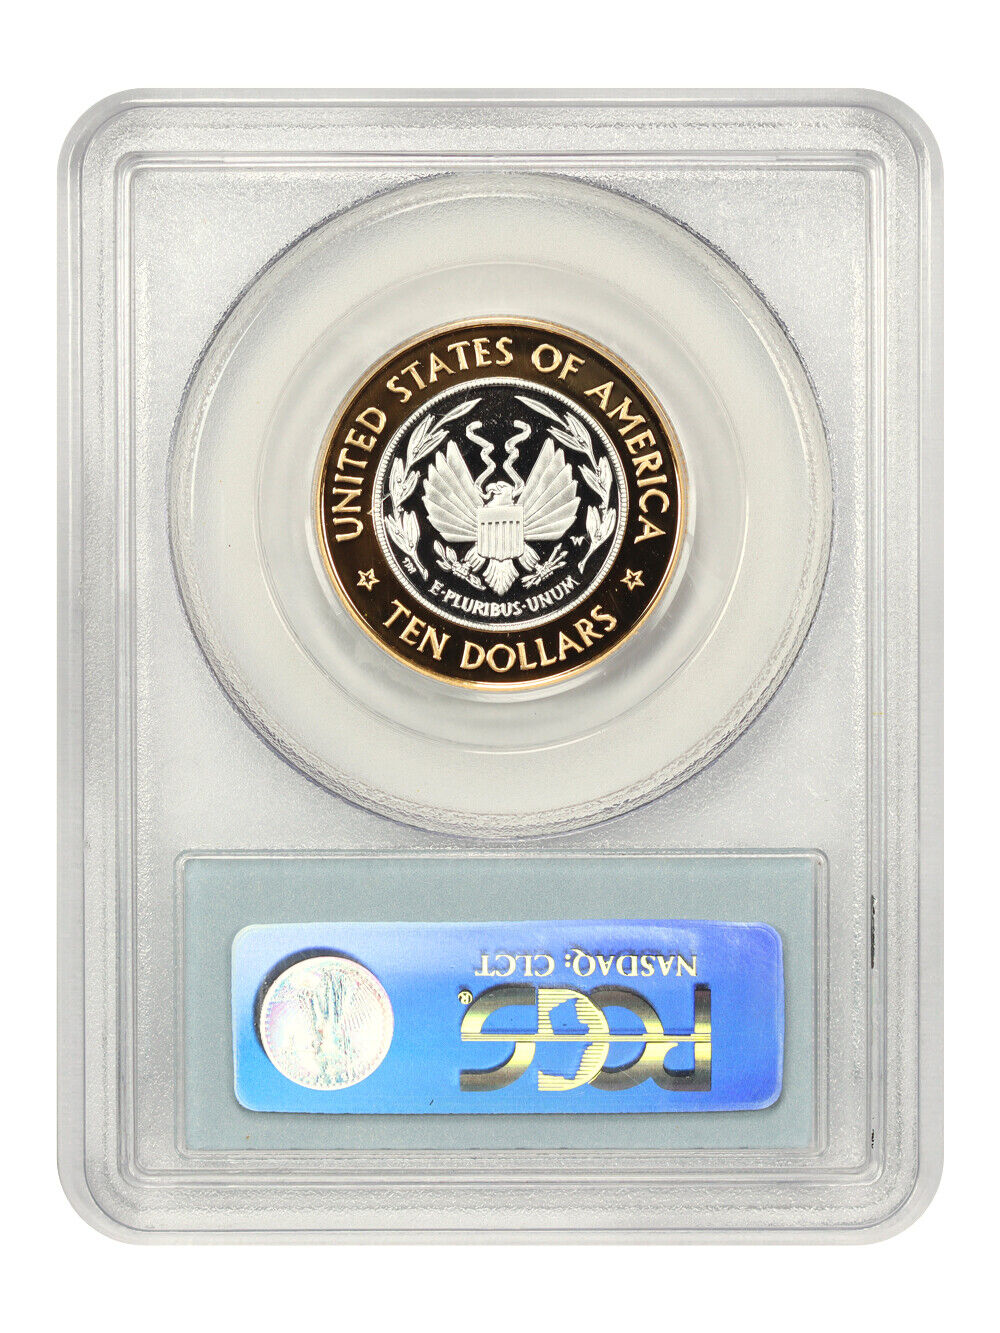 UNITED STATES OF AMERICA
E·PLURIBUS·UNUM
TEN DOLLARS
NASDAQ: CLCT
PCGS®